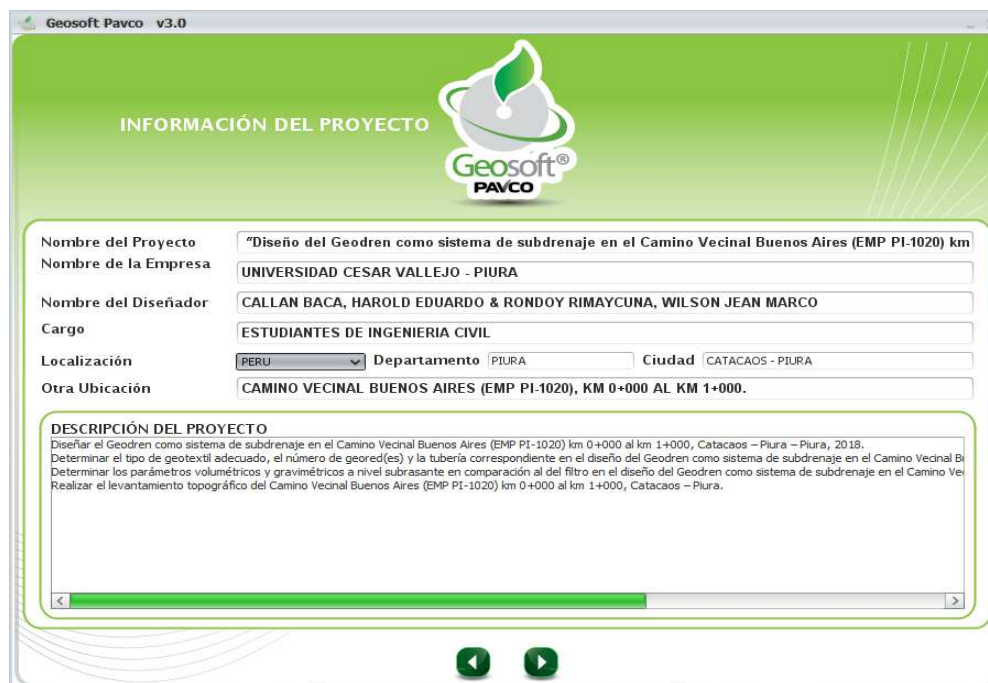 Geosoft Pavco v3.0
INFORMACIÓN DEL PROYECTO
Geosoft®
PAVCO
Nombre del Proyecto "Diseño del Geodren como sistema de subdrenaje en el Camino Vecinal Buenos Aires (EMP PI-1020) km
Nombre de la Empresa UNIVERSIDAD CESAR VALLEJO - PIURA
Nombre del Diseñador CALLAN BACA, HAROLD EDUARDO & RONDOY RIMAYCUNA, WILSON JEAN MARCO
Cargo ESTUDIANTES DE INGENIERIA CIVIL
Localización PERU Departamento PIURA Ciudad CATACAOS - PIURA
Otra Ubicación CAMINO VECINAL BUENOS AIRES (EMP PI-1020), KM 0+000 AL KM 1+000.
DESCRIPCIÓN DEL PROYECTO
Diseñar el Geodren como sistema de subdrenaje en el Camino Vecinal Buenos Aires (EMP PI-1020) km 0+000 al km 1+000, Catacaos – Piura – Piura, 2018.
Determinar el tipo de geotextil adecuado, el número de geored(es) y la tubería correspondiente en el diseño del Geodren como sistema de subdrenaje en el Camino Vecinal
Determinar los parámetros volumétricos y gravimétricos a nivel subrasante en comparación al del filtro en el diseño del Geodren como sistema de subdrenaje en el Camino
Realizar el levantamiento topográfico del Camino Vecinal Buenos Aires (EMP PI-1020) km 0+000 al km 1+000, Catacaos – Piura.